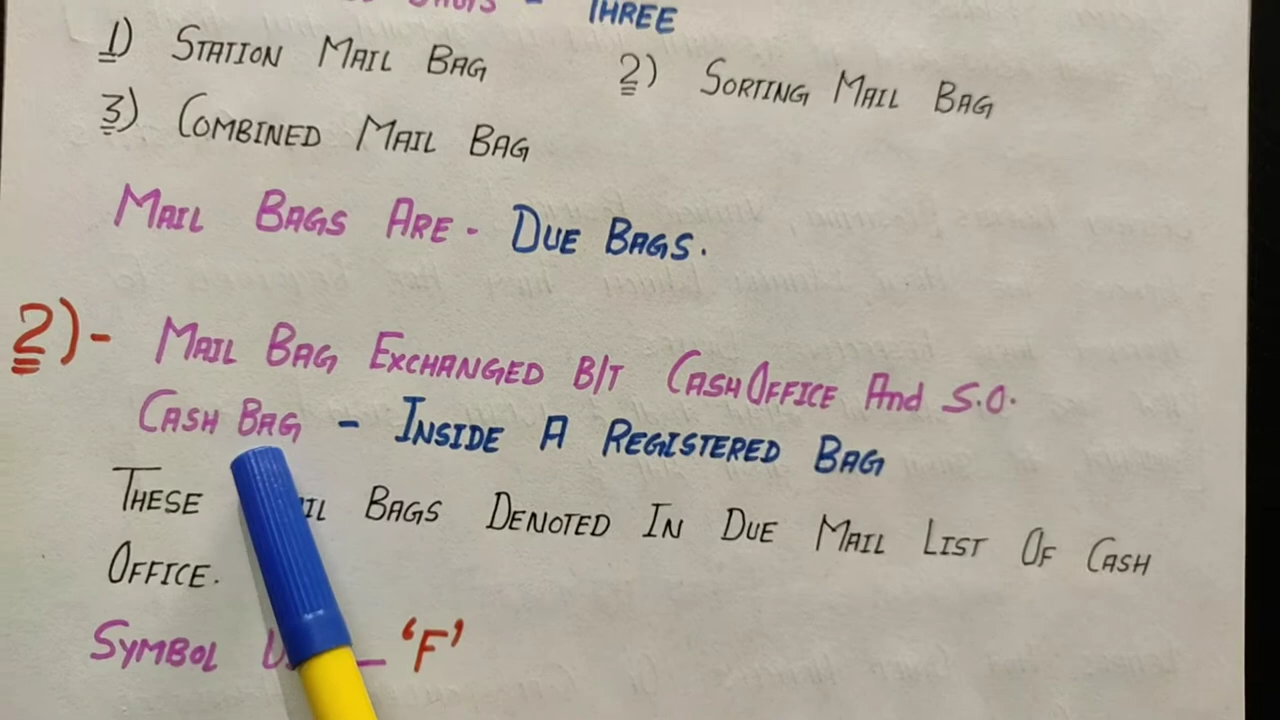 THREE
1) STATION MAIL BAG 2) SORTING MAIL BAG
3) COMBINED MAIL BAG
MAIL BAGS ARE - DUE BAGS.
2)- MAIL BAG EXCHANGED B/T CASH OFFICE AND S.O.
CASH BAG - INSIDE A REGISTERED BAG
THESE BAGS DENOTED IN DUE MAIL LIST OF CASH
OFFICE.
SYMBOL - 'F'